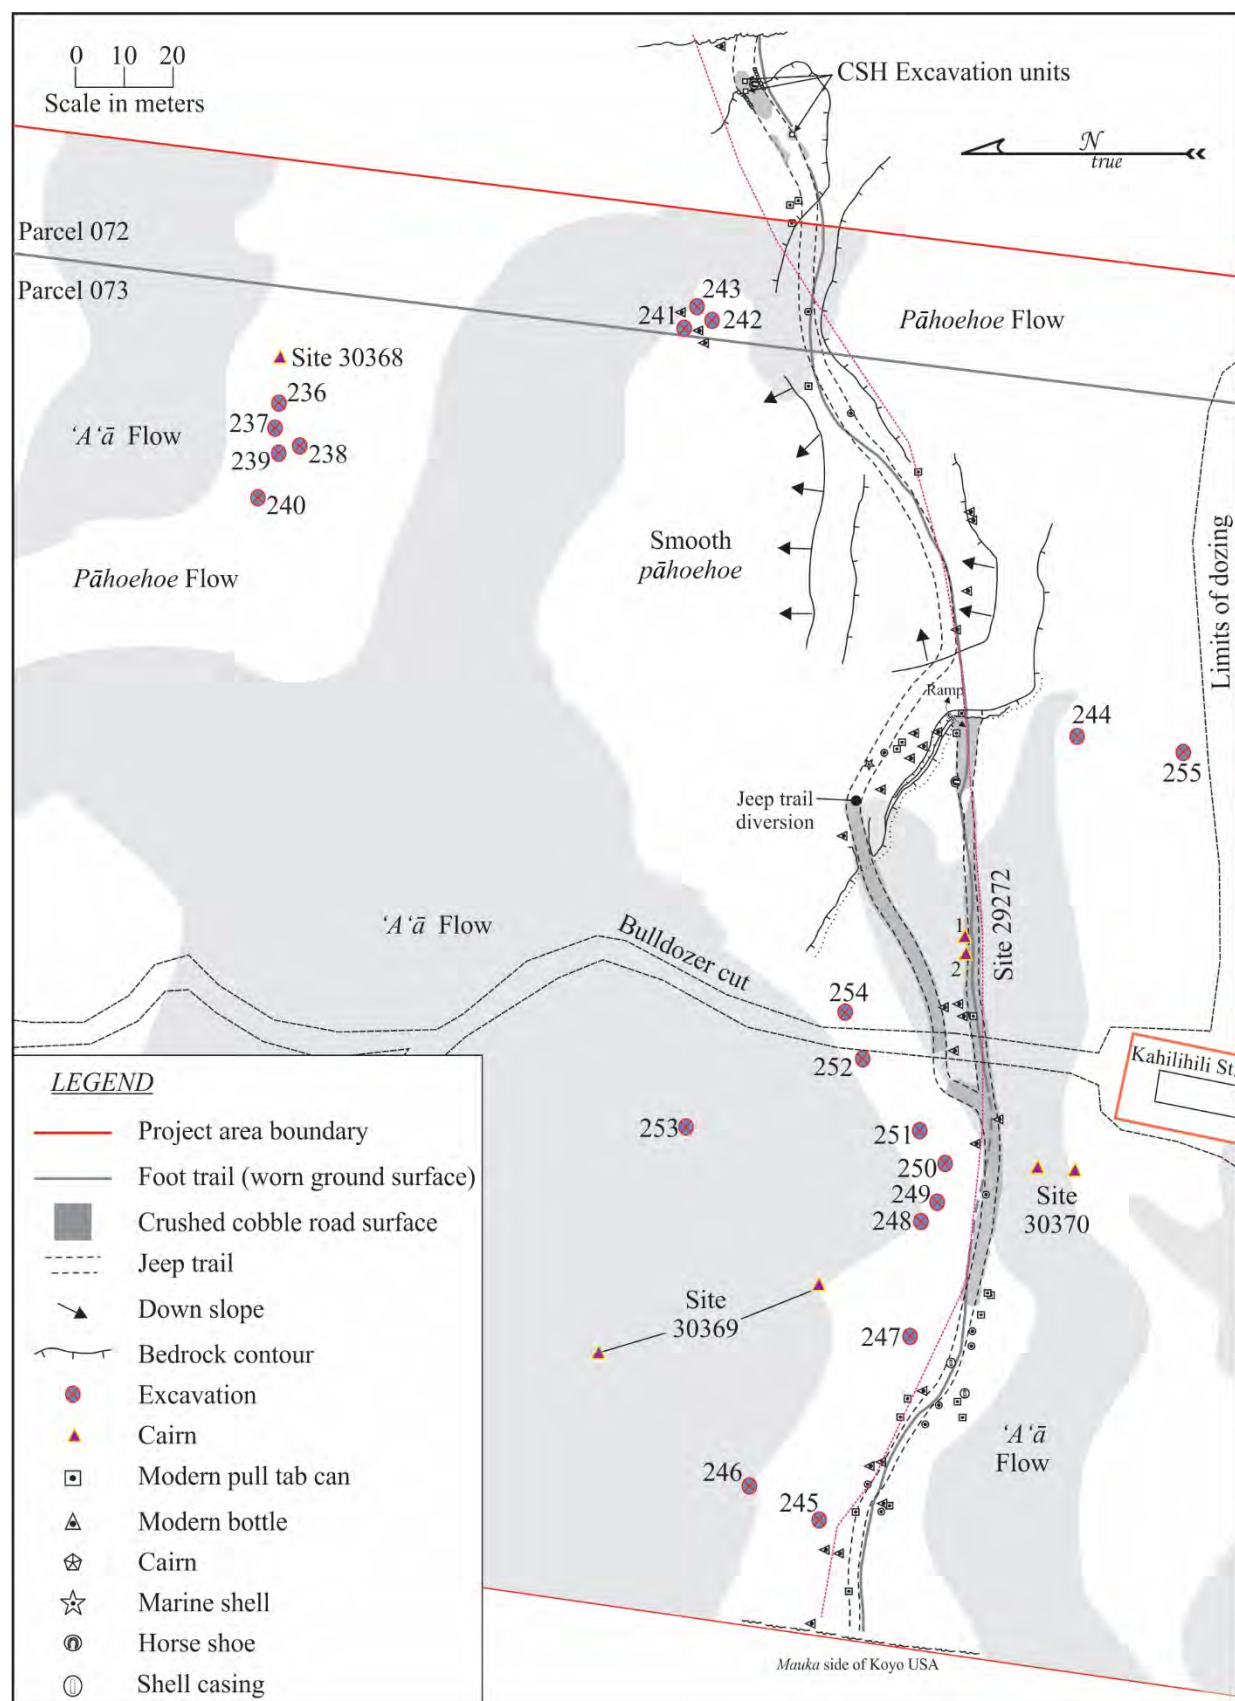 0 10 20
Scale in meters
CSH Excavation units
N
true
Parcel 072
Parcel 073
243
241
242
Pāhoehoe Flow
Site 30368
236
237
ʻAʻā Flow
238
239
240
Smooth
pāhoehoe
Pāhoehoe Flow
Limits of dozing
Ramp
244
255
Jeep trail
diversion
Site 29272
ʻAʻā Flow
Bulldozer cut
1
2
254
252
Kahilihili St.
253
251
250
249
248
Site
30370
Site
30369
247
ʻAʻā
Flow
246
245
Mauka side of Koyo USA
LEGEND
Project area boundary
Foot trail (worn ground surface)
Crushed cobble road surface
Jeep trail
Down slope
Bedrock contour
Excavation
Cairn
Modern pull tab can
Modern bottle
Cairn
Marine shell
Horse shoe
Shell casing